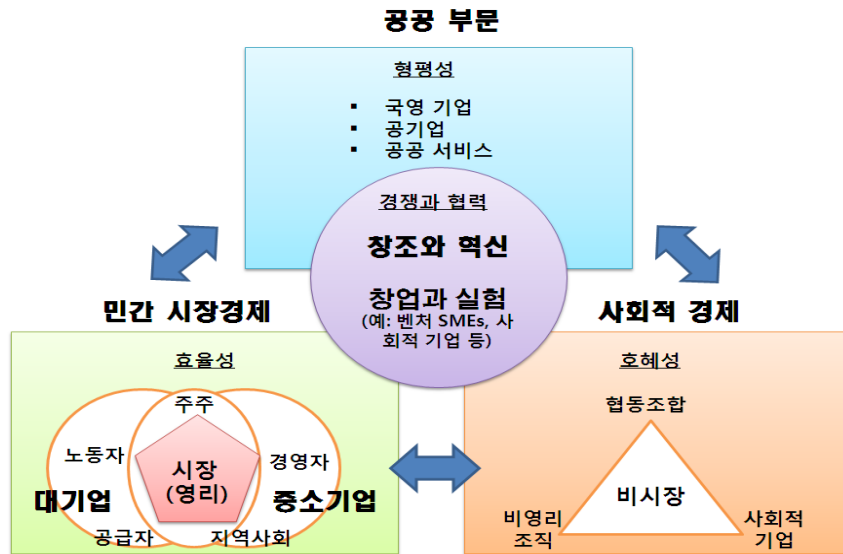 공공 부문
형평성
▪ 국영 기업
▪ 공기업
▪ 공공 서비스
경쟁과 협력
창조와 혁신
창업과 실험
(예: 벤처 SMEs, 사
회적 기업 등)
민간 시장경제
효율성
주주
노동자
경영자
시장
(영리)
대기업
중소기업
공급자
지역사회
사회적 경제
호혜성
협동조합
비시장
비영리
조직
사회적
기업